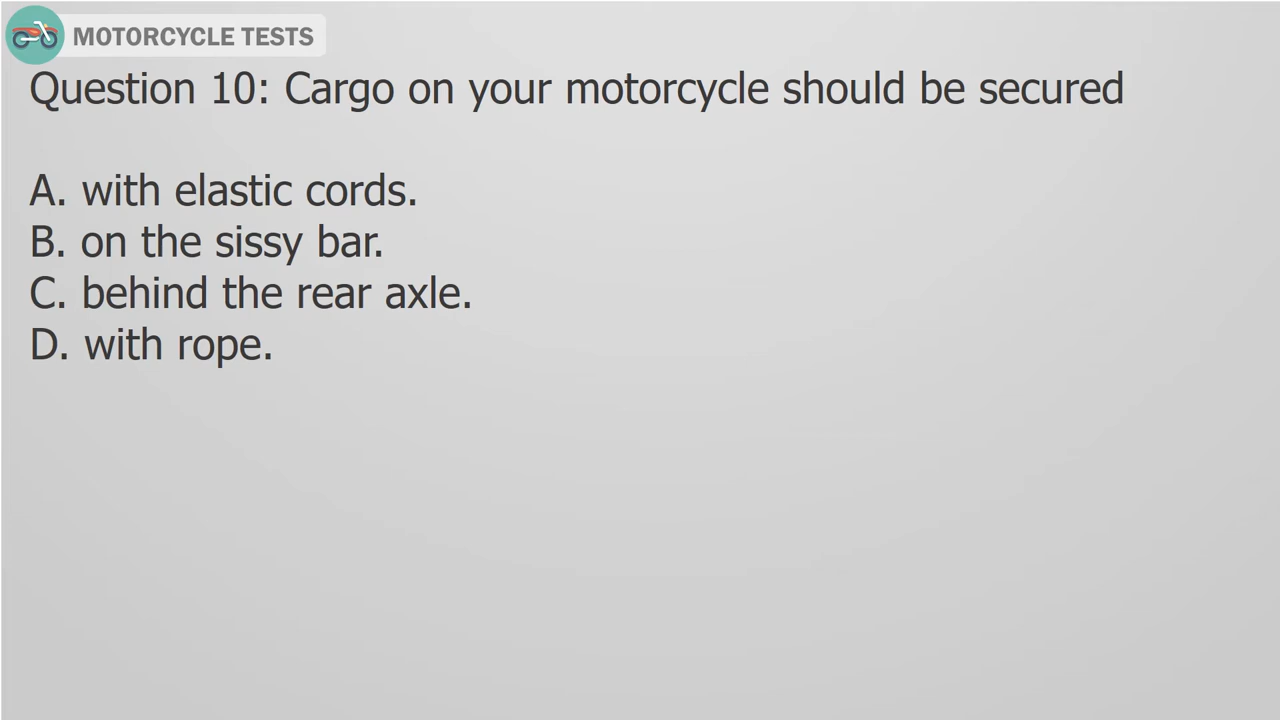 MOTORCYCLE TESTS
Question 10: Cargo on your motorcycle should be secured
A. with elastic cords.
B. on the sissy bar.
C. behind the rear axle.
D. with rope.